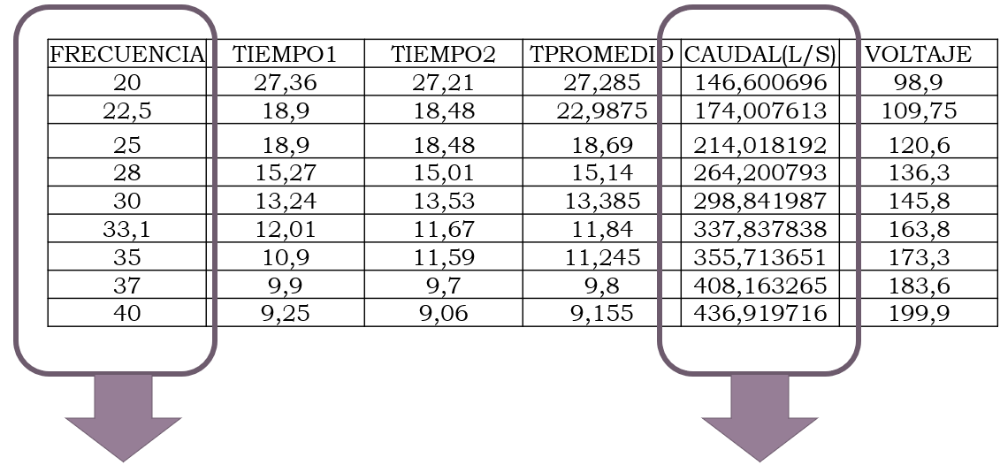 FRECUENCIA TIEMPO1 TIEMPO2 TPROMEDIO CAUDAL(L/S) VOLTAJE
20 27,36 27,21 27,285 146,600696 98,9
22,5 18,9 18,48 22,9875 174,007613 109,75
25 18,9 18,48 18,69 214,018192 120,6
28 15,27 15,01 15,14 264,200793 136,3
30 13,24 13,53 13,385 298,841987 145,8
33,1 12,01 11,67 11,84 337,837838 163,8
35 10,9 11,59 11,245 355,713651 173,3
37 9,9 9,7 9,8 408,163265 183,6
40 9,25 9,06 9,155 436,919716 199,9